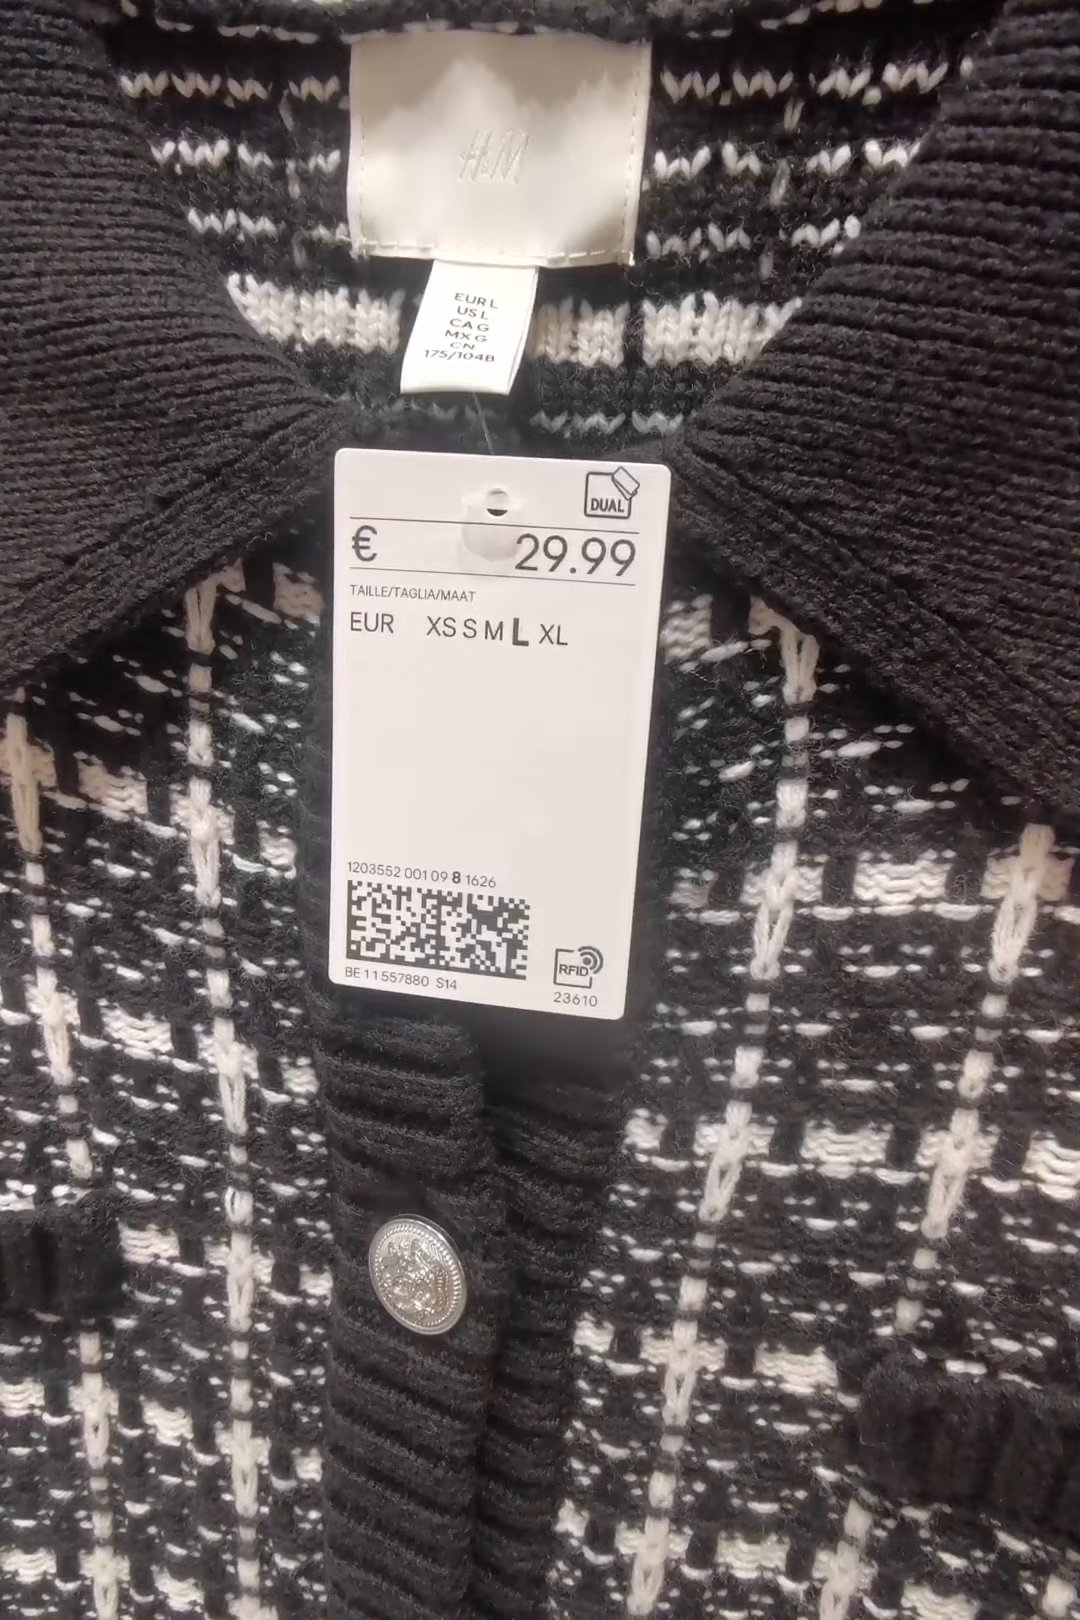 H&M
EUR L
US L
CA G
MX G
CN
175/104B
DUAL
€ 29.99
TAILLE/TAGLIA/MAAT
EUR XS S M L XL
1203552 001 09 8 1626
BE 11557880 S14
RFID
23610